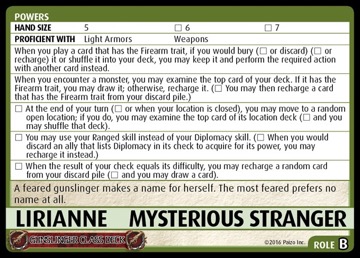 POWERS
HAND SIZE 5 □ 6 □ 7
PROFICIENT WITH Light Armors Weapons
When you play a card that has the Firearm trait, if you would bury (□ or discard) (□ or
recharge) it or shuffle it into your deck, you may keep it and perform the required action
with another card instead.
When you encounter a monster, you may examine the top card of your deck. If it has the
Firearm trait, you may draw it; otherwise, recharge it. (□ You may then recharge a card
that has the Firearm trait from your discard pile.)
□ At the end of your turn (□ or when your location is closed), you may move to a random
open location; if you do, you may examine the top card of its location deck (□ and you
may shuffle that deck).
□ You may use your Ranged skill instead of your Diplomacy skill. (□ When you would
discard an ally that lists Diplomacy in its check to acquire for its power, you may
recharge it instead.)
□ When the result of your check equals its difficulty, you may recharge a random card
from your discard pile (□ and you may draw a card).
A feared gunslinger makes a name for herself. The most feared prefers no
name at all.
LIRIANNE MYSTERIOUS STRANGER
GUNSLINGER CLASS DECK ©2016 Paizo Inc. ROLE B